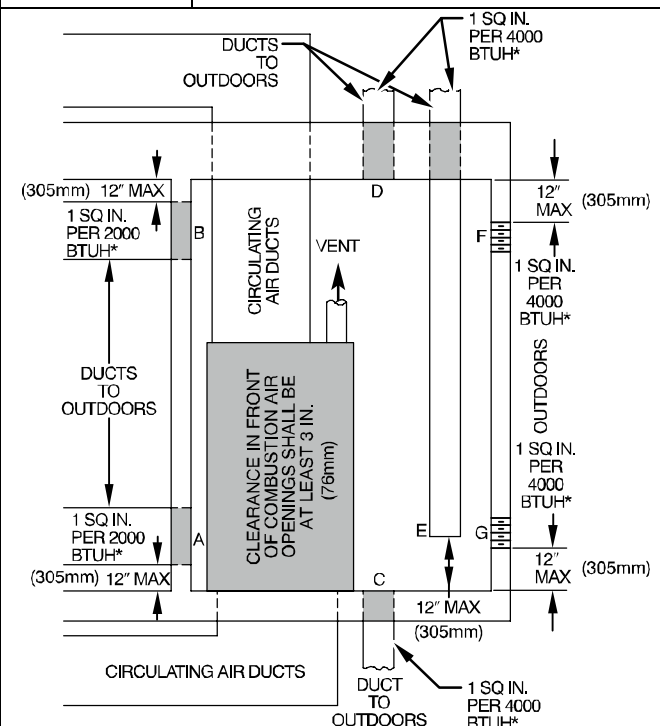 DUCTS
TO
OUTDOORS
1 SQ IN.
PER 4000
BTUH*
(305mm) 12" MAX
1 SQ IN.
PER 2000
BTUH*
B
CIRCULATING
AIR DUCTS
VENT
D
12"
MAX
(305mm)
F
1 SQ IN.
PER
4000
BTUH*
DUCTS
TO
OUTDOORS
CLEARANCE IN FRONT
OF COMBUSTION AIR
OPENINGS SHALL BE
AT LEAST 3 IN.
(76mm)
OUTDOORS
1 SQ IN.
PER
4000
BTUH*
1 SQ IN.
PER 2000
BTUH*
A
E
G
(305mm) 12" MAX
C
12" MAX
(305mm)
12"
MAX
(305mm)
CIRCULATING AIR DUCTS
DUCT
TO
OUTDOORS
1 SQ IN.
PER 4000
BTUH*